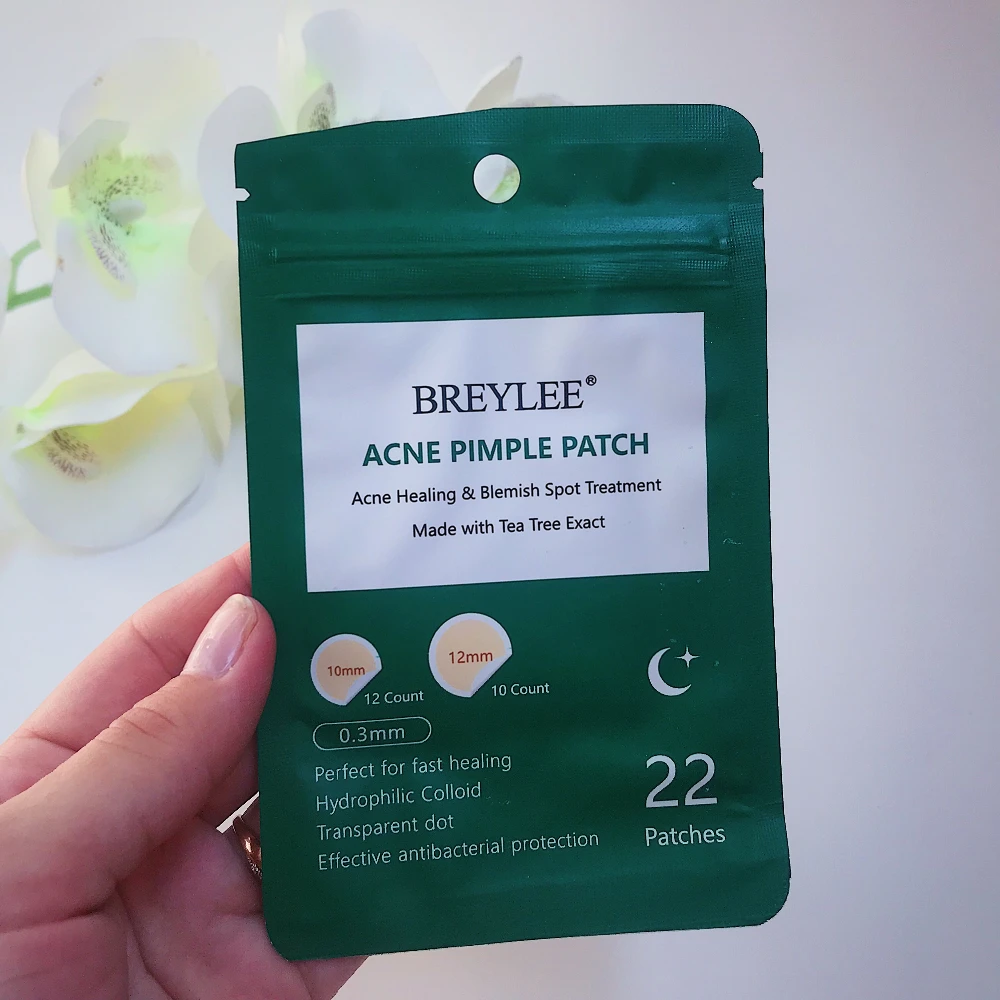 BREYLEE®
ACNE PIMPLE PATCH
Acne Healing & Blemish Spot Treatment
Made with Tea Tree Exact
10mm
12 Count
12mm
10 Count
0.3mm
Perfect for fast healing
Hydrophilic Colloid
Transparent dot
Effective antibacterial protection
22
Patches